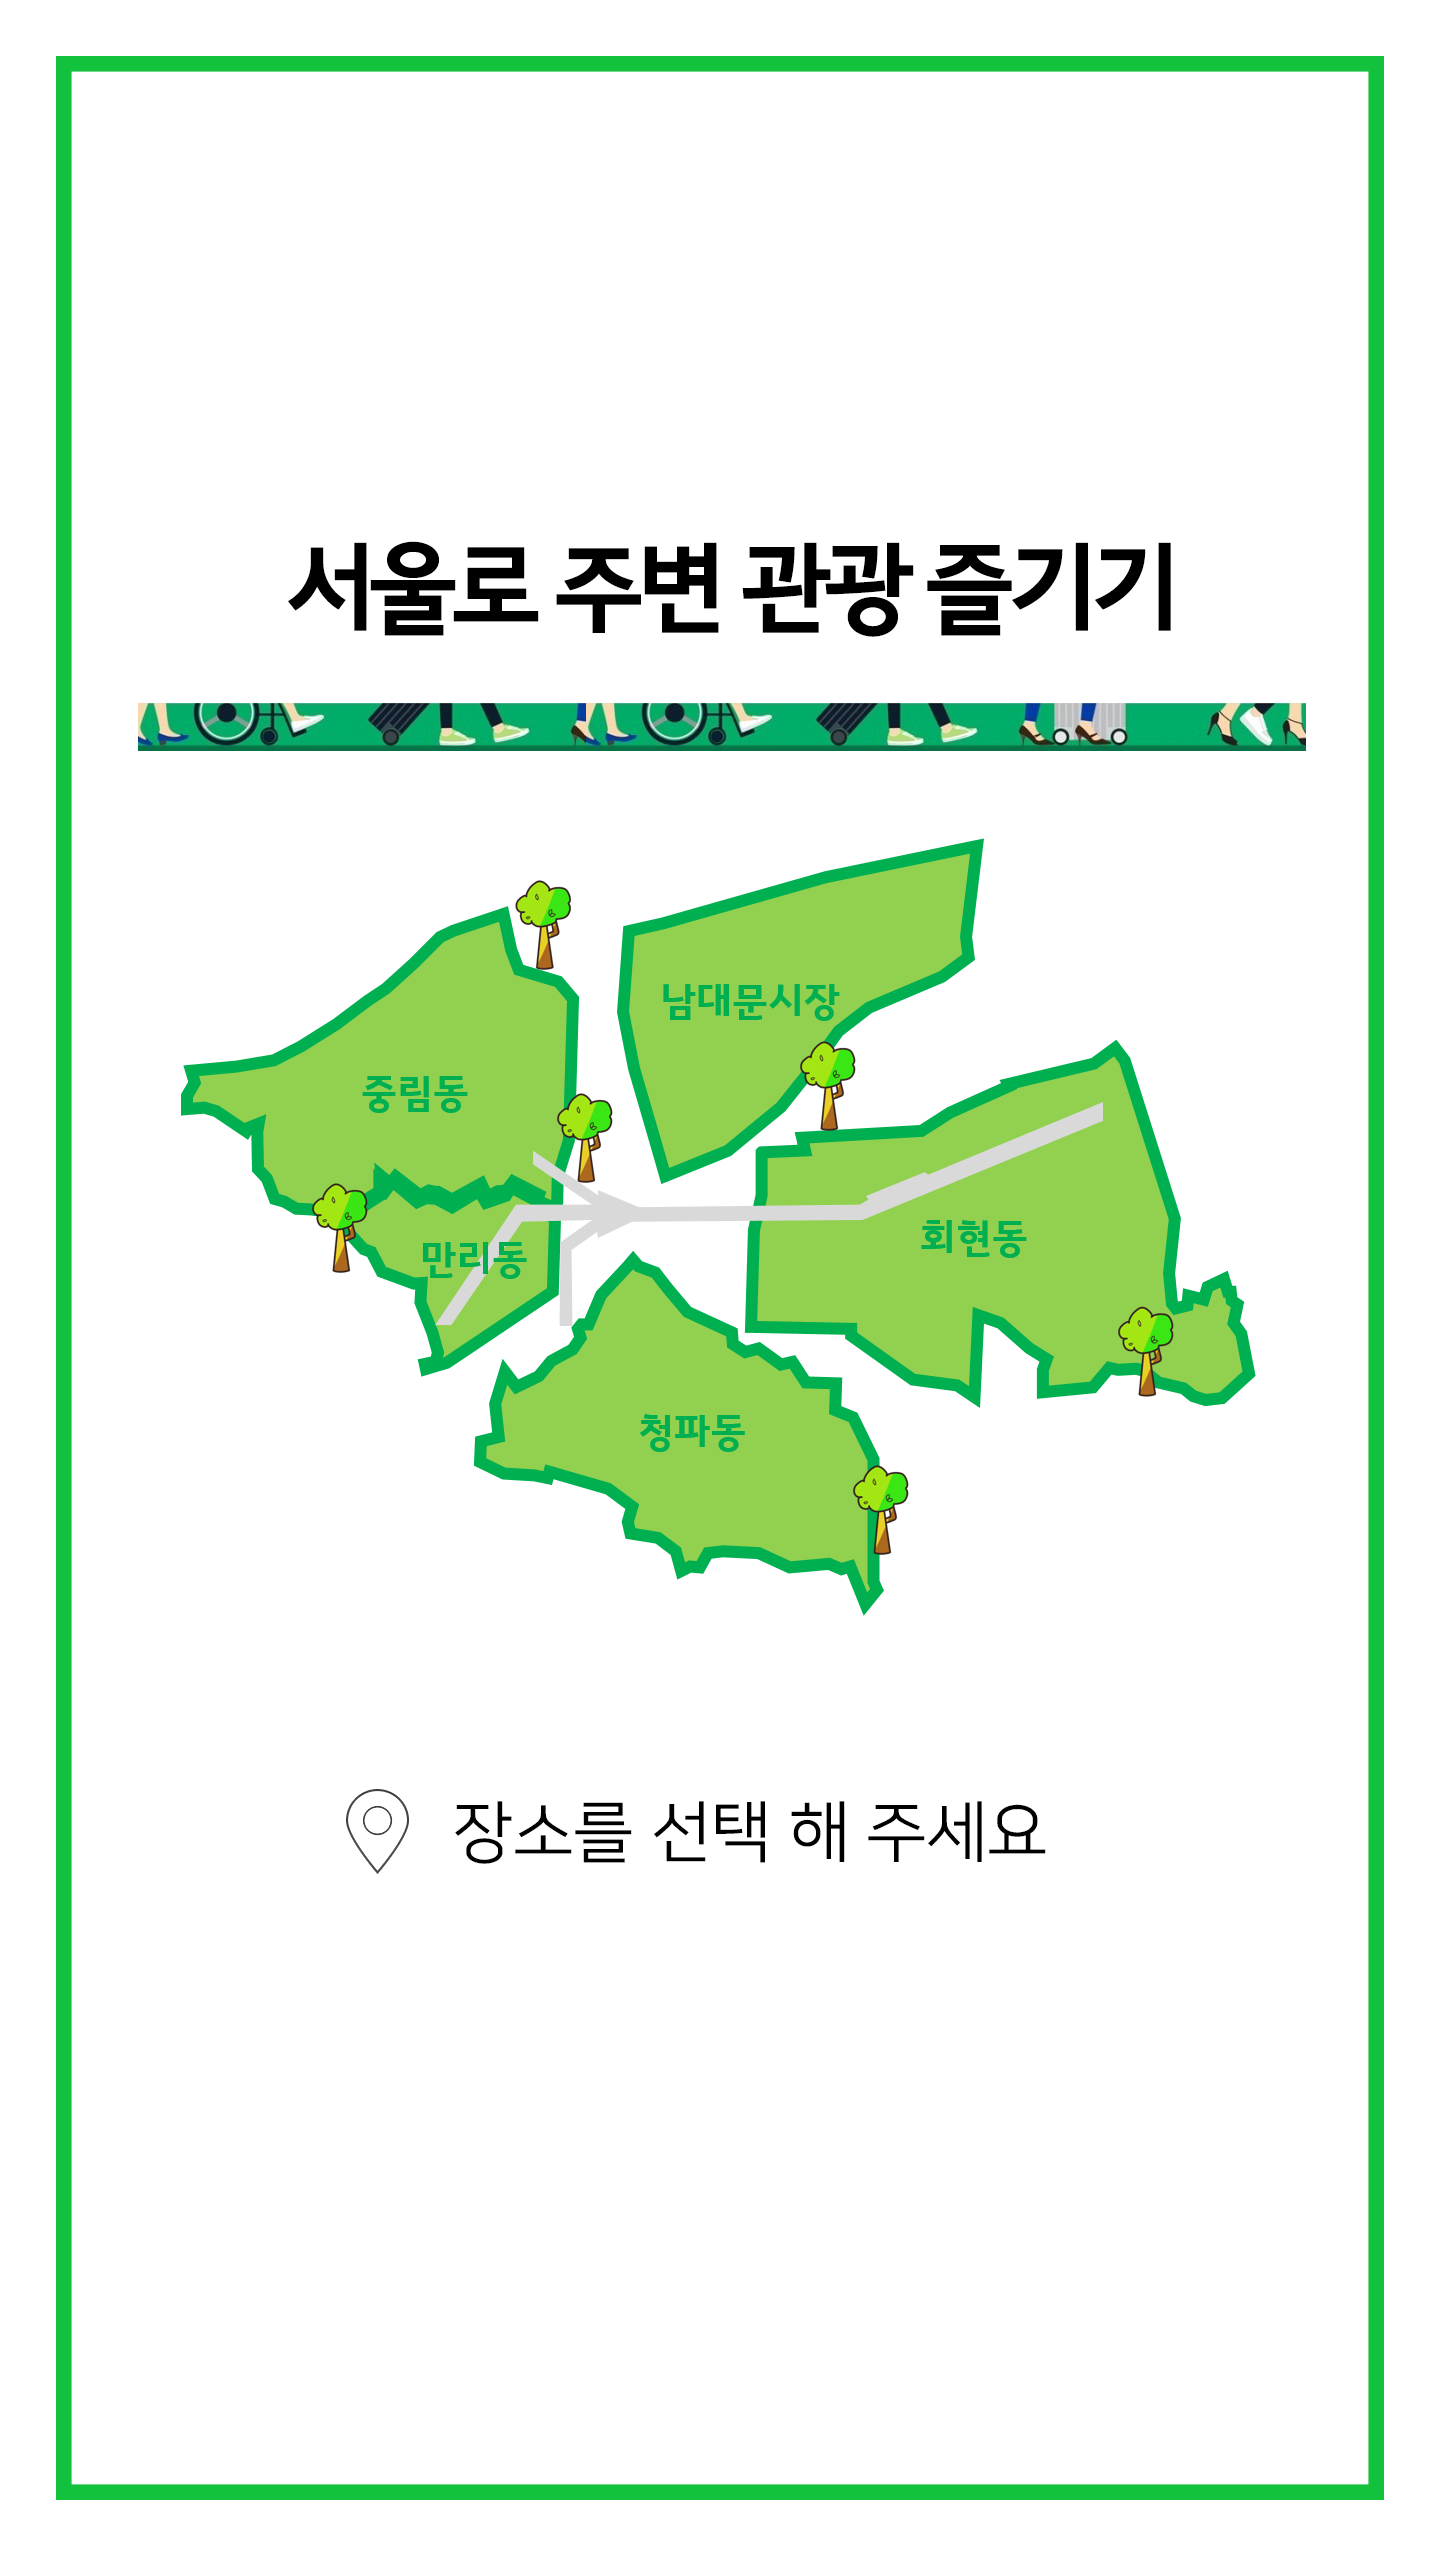 서울로 주변 관광 즐기기
남대문시장
중림동
회현동
만리동
청파동
장소를 선택 해 주세요